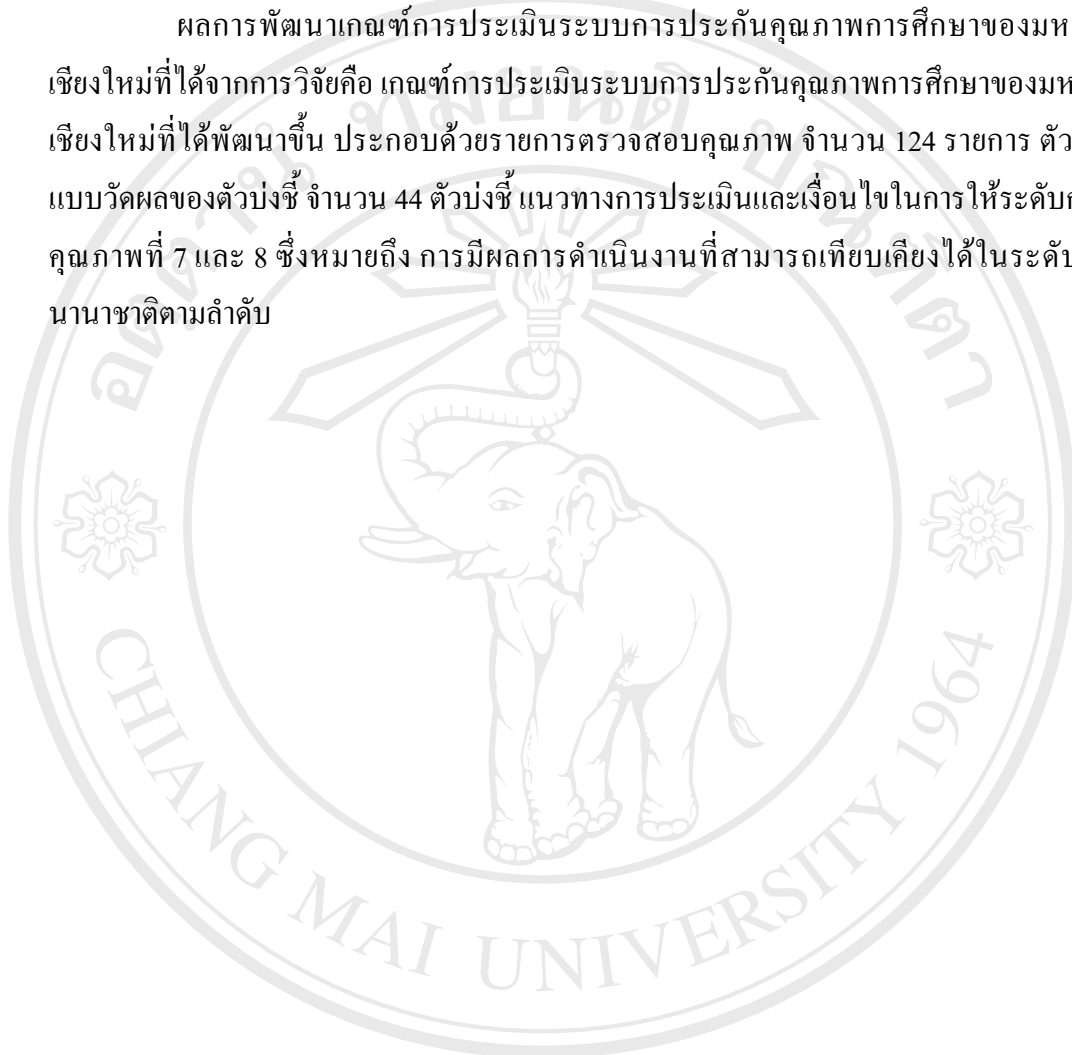 ผลการพัฒนาเกณฑ์การประเมินระบบการประกันคุณภาพการศึกษาของมห
เชียงใหม่ที่ได้จากการวิจัยคือ เกณฑ์การประเมินระบบการประกันคุณภาพการศึกษาของมห
เชียงใหม่ที่ได้พัฒนาขึ้น ประกอบด้วยรายการตรวจสอบคุณภาพ จำนวน 124 รายการ ตัว
แบบวัดผลของตัวบ่งชี้ จำนวน 44 ตัวบ่งชี้ แนวทางการประเมินและเงื่อนไขในการให้ระดับ
คุณภาพที่ 7 และ 8 ซึ่งหมายถึง การมีผลการดำเนินงานที่สามารถเทียบเคียงได้ในระดับ
นานาชาติตามลำดับ
อตฺตานํ ทมยนฺติ ปณฺฑิตา
CHIANG MAI UNIVERSITY 1964